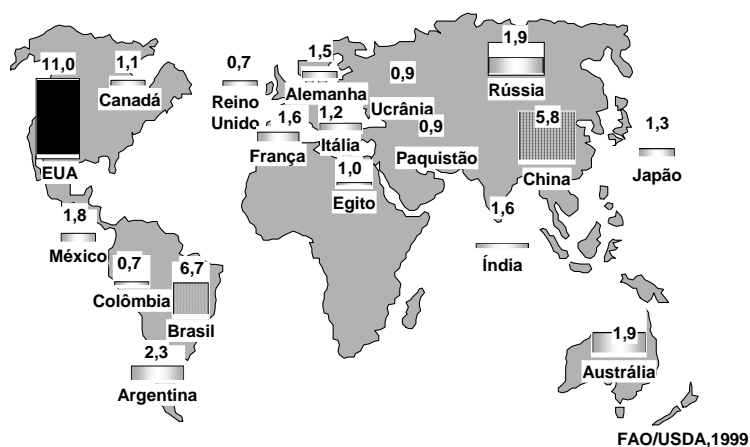 11,0
EUA
1,1
Canadá
0,7
Reino
Unido
1,5
Alemanha
0,9
Ucrânia
1,9
Rússia
1,6
França
1,2
Itália
0,9
Paquistão
5,8
China
1,3
Japão
1,0
Egito
1,6
Índia
1,8
México
0,7
Colômbia
6,7
Brasil
2,3
Argentina
1,9
Austrália
FAO/USDA,1999